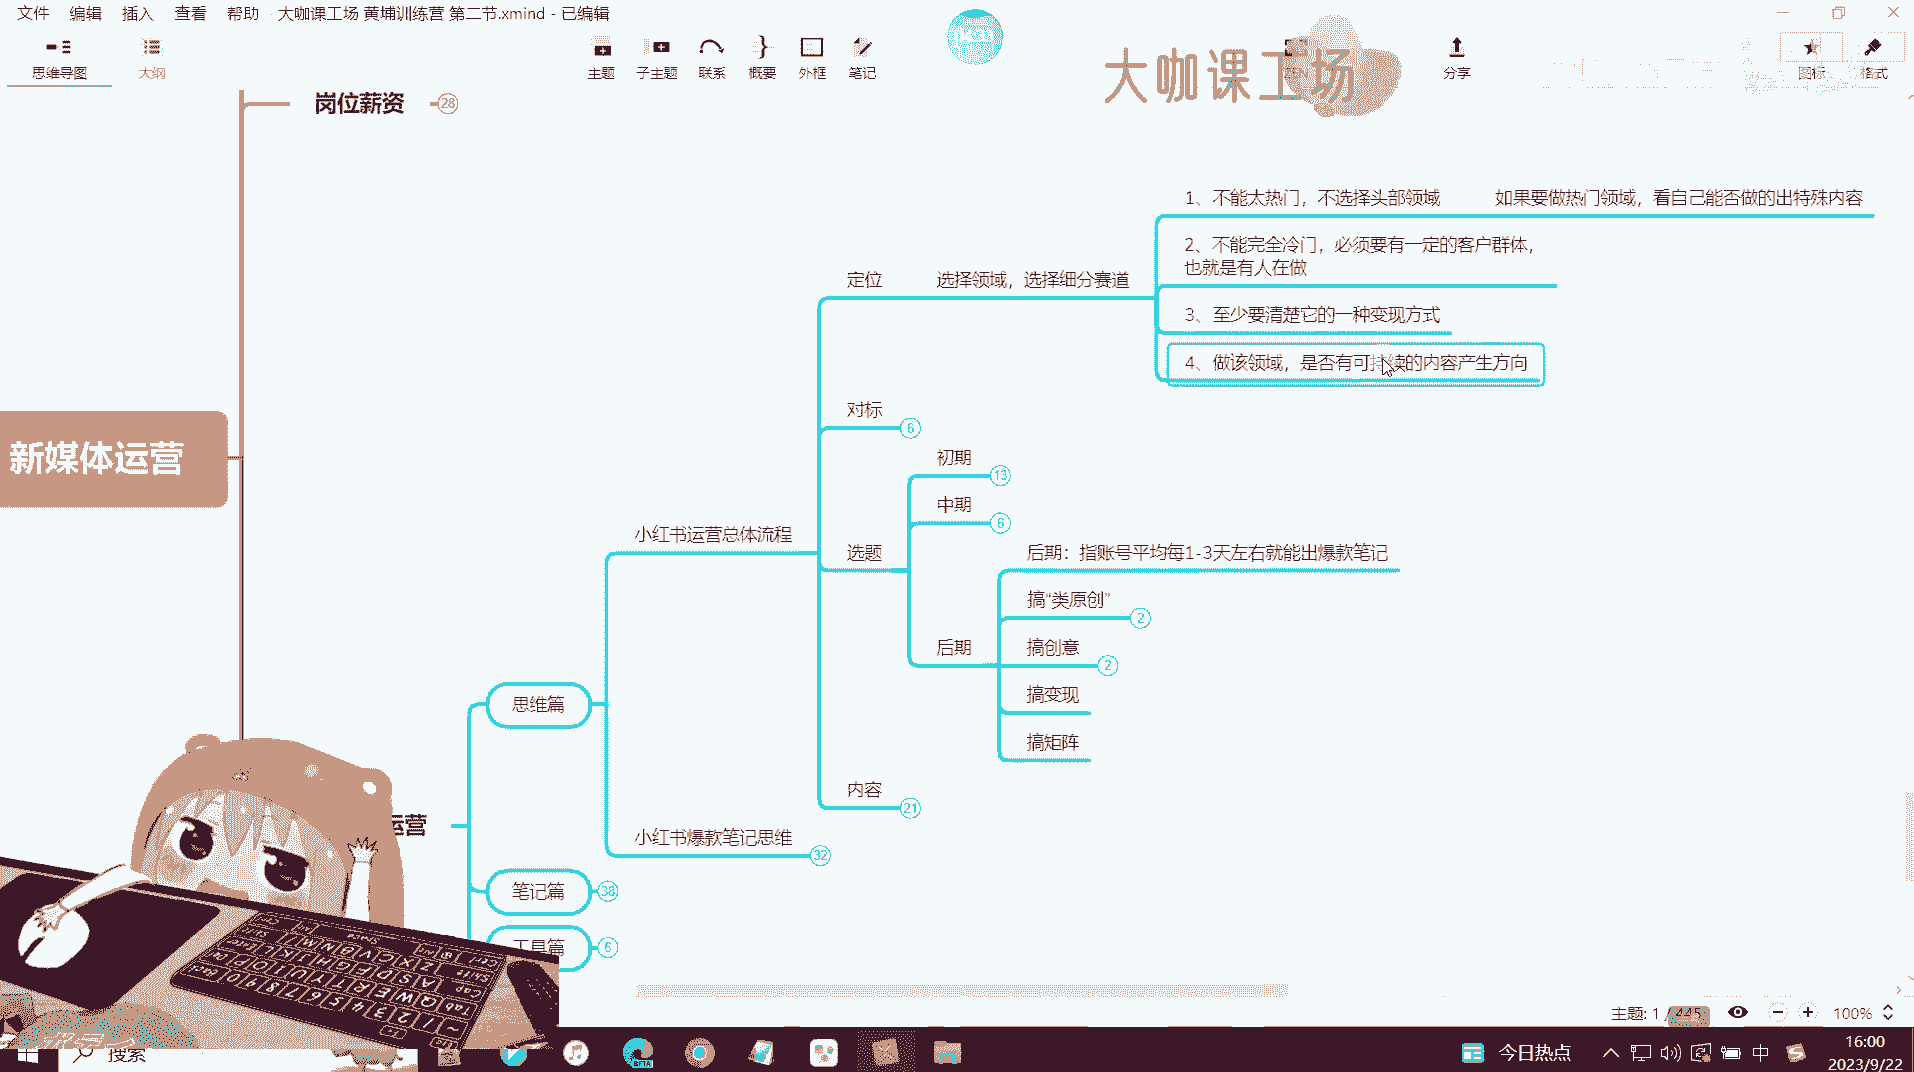 文件 编辑 插入 查看 帮助 大咖课工场 黄埔训练营 第二节.xmind - 已编辑
思维导图 大纲 主题 子主题 联系 概要 外框 笔记 ZEN 分享 图标 格式
大咖课工场
岗位薪资 28
1、不能太热门，不选择头部领域 如果要做热门领域，看自己能否做的出特殊内容
2、不能完全冷门，必须要有一定的客户群体，
也就是有人在做
定位 选择领域，选择细分赛道
3、至少要清楚它的一种变现方式
4、做该领域，是否有可持续的内容产生方向
对标 6
新媒体运营
初期 13
中期 6
小红书运营总体流程
选题
后期：指账号平均每1-3天左右就能出爆款笔记
搞“类原创” 2
后期
搞创意 2
搞变现
思维篇
搞矩阵
内容 21
运营
小红书爆款笔记思维 32
笔记篇 38
工具篇 6
主题: 1 / 445 100%
搜索
BETA
今日热点
中
16:00
2023/9/22